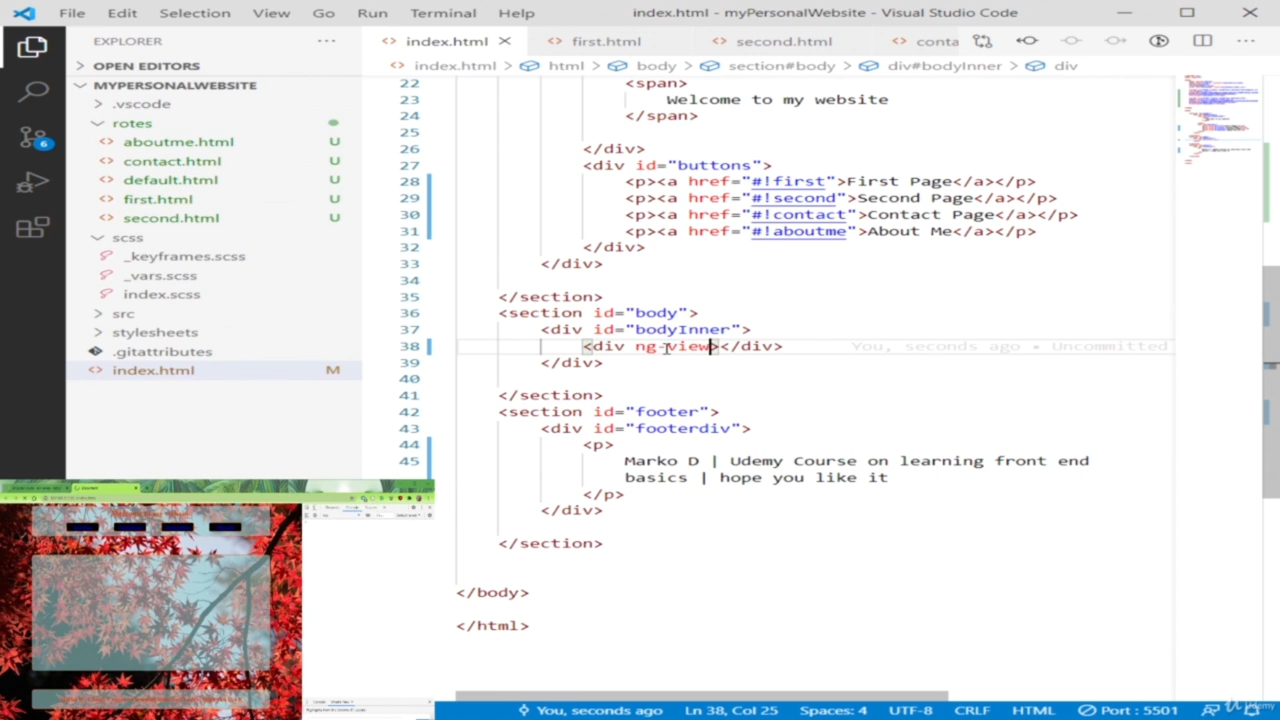 File Edit Selection View Go Run Terminal Help index.html - myPersonalWebsite - Visual Studio Code
EXPLORER
index.html first.html second.html conta
OPEN EDITORS
index.html > html > body > section#body > div#bodyInner > div
MYPERSONALWEBSITE
.vscode
rotes
aboutme.html U
contact.html U
default.html U
first.html U
second.html U
scss
_keyframes.scss
_vars.scss
index.scss
src
stylesheets
.gitattributes
index.html M
6
22 <span>
23 Welcome to my website
24 </span>
25
26 </div>
27 <div id="buttons">
28 <p><a href="#!first">First Page</a></p>
29 <p><a href="#!second">Second Page</a></p>
30 <p><a href="#!contact">Contact Page</a></p>
31 <p><a href="#!aboutme">About Me</a></p>
32 </div>
33 </div>
34
35 </section>
36 <section id="body">
37 <div id="bodyInner">
38 <div ng-view></div> You, seconds ago • Uncommitted
39 </div>
40
41 </section>
42 <section id="footer">
43 <div id="footerdiv">
44 <p>
45 Marko D | Udemy Course on learning front end
basics | hope you like it
</p>
</div>
</section>
</body>
</html>
You, seconds ago Ln 38, Col Spaces: 4 UTF-8 CRLF HTML Port : 5501
Udemy